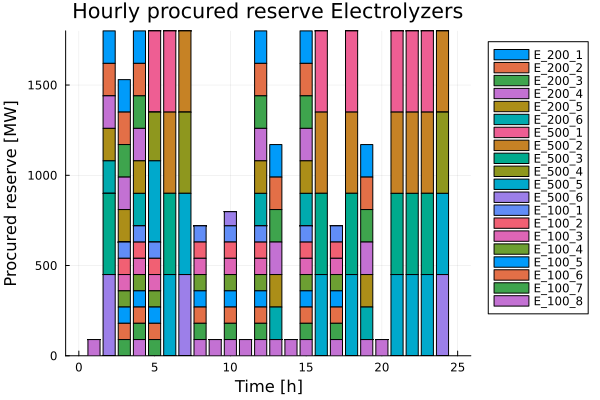 Hourly procured reserve Electrolyzers
Procured reserve [MW]
1500
1000
500
0
0
5
10
15
20
25
Time [h]
E_200_1
E_200_2
E_200_3
E_200_4
E_200_5
E_200_6
E_500_1
E_500_2
E_500_3
E_500_4
E_500_5
E_500_6
E_100_1
E_100_2
E_100_3
E_100_4
E_100_5
E_100_6
E_100_7
E_100_8